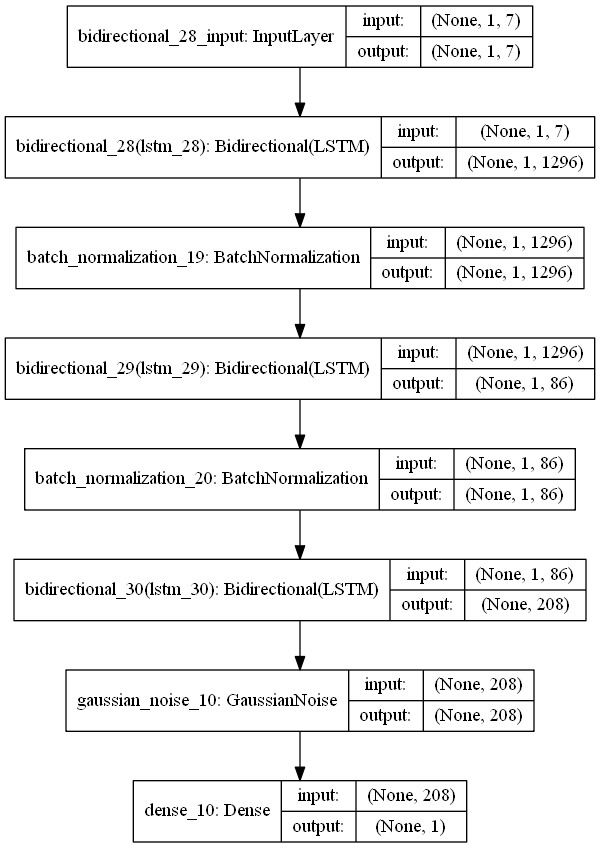 bidirectional_28_input: InputLayer input: (None, 1, 7)
output: (None, 1, 7)
bidirectional_28(lstm_28): Bidirectional(LSTM) input: (None, 1, 7)
output: (None, 1, 1296)
batch_normalization_19: BatchNormalization input: (None, 1, 1296)
output: (None, 1, 1296)
bidirectional_29(lstm_29): Bidirectional(LSTM) input: (None, 1, 1296)
output: (None, 1, 86)
batch_normalization_20: BatchNormalization input: (None, 1, 86)
output: (None, 1, 86)
bidirectional_30(lstm_30): Bidirectional(LSTM) input: (None, 1, 86)
output: (None, 208)
gaussian_noise_10: GaussianNoise input: (None, 208)
output: (None, 208)
dense_10: Dense input: (None, 208)
output: (None, 1)